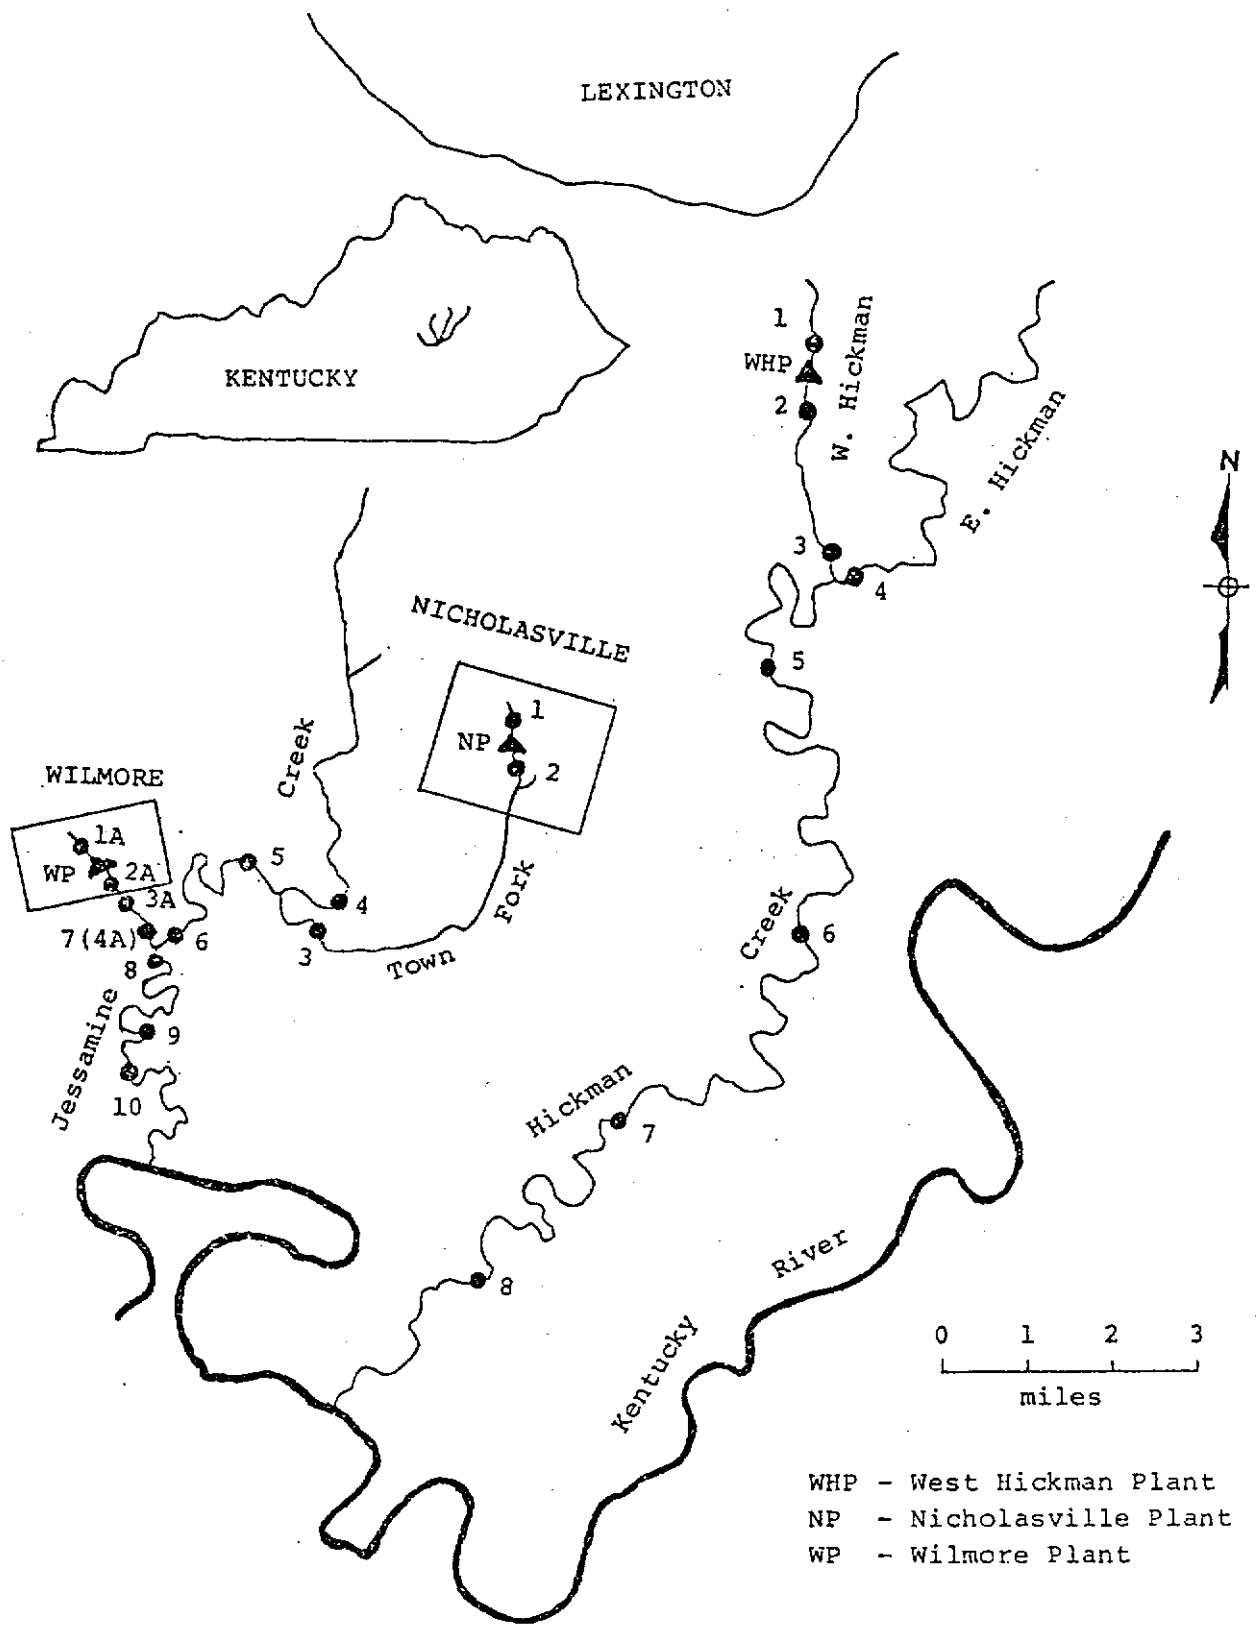 LEXINGTON
KENTUCKY
1
WHP
2
W. Hickman
E. Hickman
N
3
4
5
NICHOLASVILLE
1
NP
2
Creek
WILMORE
1A
WP
2A
3A
5
4
7(4A)
6
3
Town
Fork
8
Jessamine
9
10
Creek
6
Hickman
7
8
River
Kentucky
0 1 2 3
miles
WHP - West Hickman Plant
NP - Nicholasville Plant
WP - Wilmore Plant